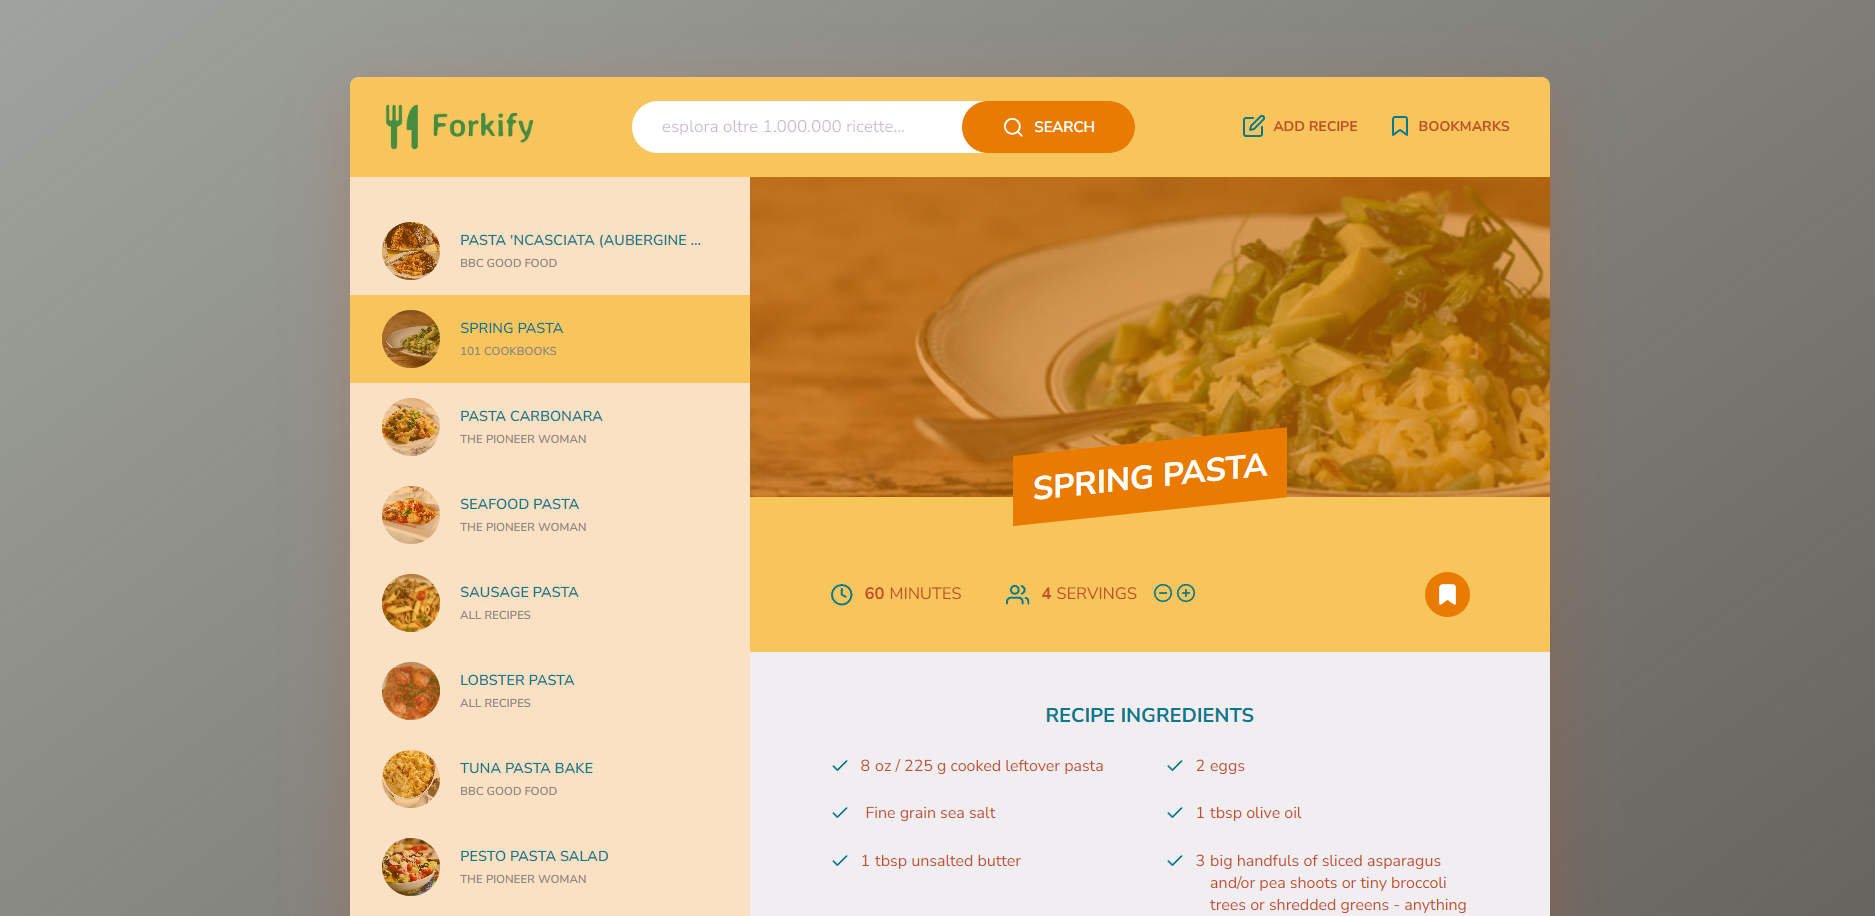 Forkify
esplora oltre 1.000.000 ricette...
SEARCH
ADD RECIPE
BOOKMARKS
PASTA 'NCASCIATA (AUBERGINE ...
BBC GOOD FOOD
SPRING PASTA
101 COOKBOOKS
PASTA CARBONARA
THE PIONEER WOMAN
SEAFOOD PASTA
THE PIONEER WOMAN
SAUSAGE PASTA
ALL RECIPES
LOBSTER PASTA
ALL RECIPES
TUNA PASTA BAKE
BBC GOOD FOOD
PESTO PASTA SALAD
THE PIONEER WOMAN
SPRING PASTA
60 MINUTES
4 SERVINGS
RECIPE INGREDIENTS
8 oz / 225 g cooked leftover pasta
2 eggs
Fine grain sea salt
1 tbsp olive oil
1 tbsp unsalted butter
3 big handfuls of sliced asparagus
and/or pea shoots or tiny broccoli
trees or shredded greens - anything